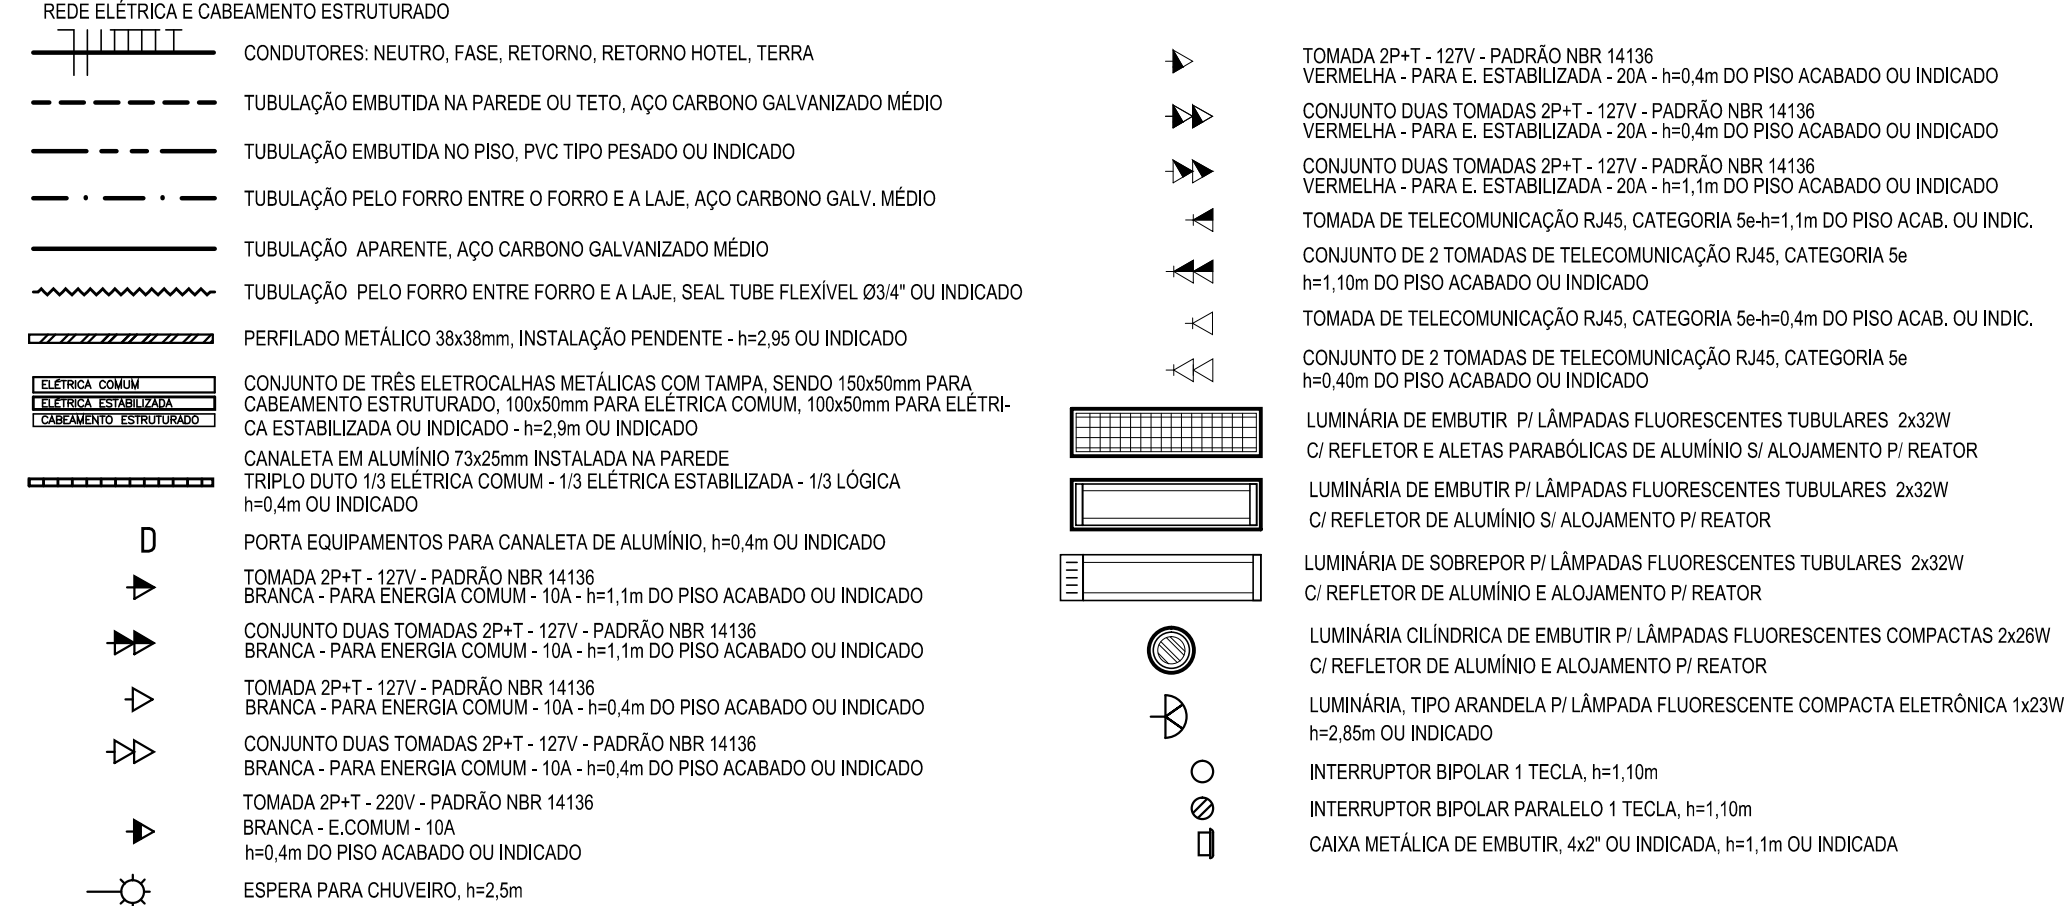 REDE ELÉTRICA E CABEAMENTO ESTRUTURADO
CONDUTORES: NEUTRO, FASE, RETORNO, RETORNO HOTEL, TERRA
TUBULAÇÃO EMBUTIDA NA PAREDE OU TETO, AÇO CARBONO GALVANIZADO MÉDIO
TUBULAÇÃO EMBUTIDA NO PISO, PVC TIPO PESADO OU INDICADO
TUBULAÇÃO PELO FORRO ENTRE O FORRO E A LAJE, AÇO CARBONO GALV. MÉDIO
TUBULAÇÃO APARENTE, AÇO CARBONO GALVANIZADO MÉDIO
TUBULAÇÃO PELO FORRO ENTRE FORRO E A LAJE, SEAL TUBE FLEXÍVEL Ø3/4" OU INDICADO
PERFILADO METÁLICO 38x38mm, INSTALAÇÃO PENDENTE - h=2,95 OU INDICADO
ELÉTRICA COMUM
ELÉTRICA ESTABILIZADA
CABEAMENTO ESTRUTURADO
CONJUNTO DE TRÊS ELETROCALHAS METÁLICAS COM TAMPA, SENDO 150x50mm PARA
CABEAMENTO ESTRUTURADO, 100x50mm PARA ELÉTRICA COMUM, 100x50mm PARA ELÉTRI-
CA ESTABILIZADA OU INDICADO - h=2,9m OU INDICADO
CANALETA EM ALUMÍNIO 73x25mm INSTALADA NA PAREDE
TRIPLO DUTO 1/3 ELÉTRICA COMUM - 1/3 ELÉTRICA ESTABILIZADA - 1/3 LÓGICA
h=0,4m OU INDICADO
PORTA EQUIPAMENTOS PARA CANALETA DE ALUMÍNIO, h=0,4m OU INDICADO
TOMADA 2P+T - 127V - PADRÃO NBR 14136
BRANCA - PARA ENERGIA COMUM - 10A - h=1,1m DO PISO ACABADO OU INDICADO
CONJUNTO DUAS TOMADAS 2P+T - 127V - PADRÃO NBR 14136
BRANCA - PARA ENERGIA COMUM - 10A - h=1,1m DO PISO ACABADO OU INDICADO
TOMADA 2P+T - 127V - PADRÃO NBR 14136
BRANCA - PARA ENERGIA COMUM - 10A - h=0,4m DO PISO ACABADO OU INDICADO
CONJUNTO DUAS TOMADAS 2P+T - 127V - PADRÃO NBR 14136
BRANCA - PARA ENERGIA COMUM - 10A - h=0,4m DO PISO ACABADO OU INDICADO
TOMADA 2P+T - 220V - PADRÃO NBR 14136
BRANCA - E.COMUM - 10A
h=0,4m DO PISO ACABADO OU INDICADO
ESPERA PARA CHUVEIRO, h=2,5m
TOMADA 2P+T - 127V - PADRÃO NBR 14136
VERMELHA - PARA E. ESTABILIZADA - 20A - h=0,4m DO PISO ACABADO OU INDICADO
CONJUNTO DUAS TOMADAS 2P+T - 127V - PADRÃO NBR 14136
VERMELHA - PARA E. ESTABILIZADA - 20A - h=0,4m DO PISO ACABADO OU INDICADO
CONJUNTO DUAS TOMADAS 2P+T - 127V - PADRÃO NBR 14136
VERMELHA - PARA E. ESTABILIZADA - 20A - h=1,1m DO PISO ACABADO OU INDICADO
TOMADA DE TELECOMUNICAÇÃO RJ45, CATEGORIA 5e-h=1,1m DO PISO ACAB. OU INDIC.
CONJUNTO DE 2 TOMADAS DE TELECOMUNICAÇÃO RJ45, CATEGORIA 5e
h=1,10m DO PISO ACABADO OU INDICADO
TOMADA DE TELECOMUNICAÇÃO RJ45, CATEGORIA 5e-h=0,4m DO PISO ACAB. OU INDIC.
CONJUNTO DE 2 TOMADAS DE TELECOMUNICAÇÃO RJ45, CATEGORIA 5e
h=0,40m DO PISO ACABADO OU INDICADO
LUMINÁRIA DE EMBUTIR P/ LÂMPADAS FLUORESCENTES TUBULARES 2x32W
C/ REFLETOR E ALETAS PARABÓLICAS DE ALUMÍNIO S/ ALOJAMENTO P/ REATOR
LUMINÁRIA DE EMBUTIR P/ LÂMPADAS FLUORESCENTES TUBULARES 2x32W
C/ REFLETOR DE ALUMÍNIO S/ ALOJAMENTO P/ REATOR
LUMINÁRIA DE SOBREPOR P/ LÂMPADAS FLUORESCENTES TUBULARES 2x32W
C/ REFLETOR DE ALUMÍNIO E ALOJAMENTO P/ REATOR
LUMINÁRIA CILÍNDRICA DE EMBUTIR P/ LÂMPADAS FLUORESCENTES COMPACTAS 2x26W
C/ REFLETOR DE ALUMÍNIO E ALOJAMENTO P/ REATOR
LUMINÁRIA, TIPO ARANDELA P/ LÂMPADA FLUORESCENTE COMPACTA ELETRÔNICA 1x23W
h=2,85m OU INDICADO
INTERRUPTOR BIPOLAR 1 TECLA, h=1,10m
INTERRUPTOR BIPOLAR PARALELO 1 TECLA, h=1,10m
CAIXA METÁLICA DE EMBUTIR, 4x2" OU INDICADA, h=1,1m OU INDICADA